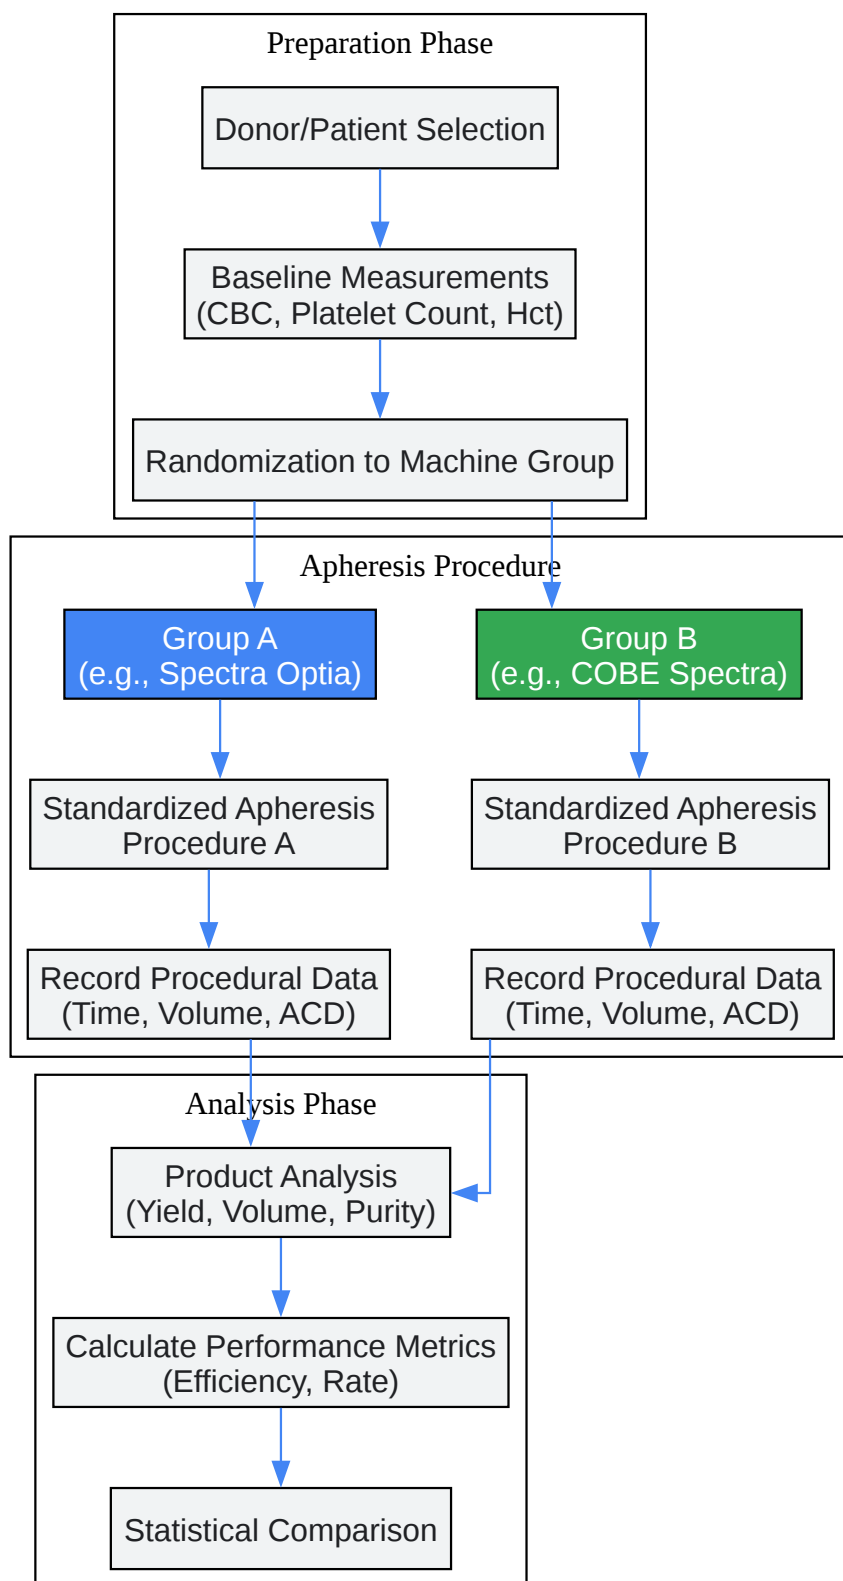 Preparation Phase
Donor/Patient Selection
Baseline Measurements
(CBC, Platelet Count, Hct)
Randomization to Machine Group
Apheresis Procedure
Group A
(e.g., Spectra Optia)
Group B
(e.g., COBE Spectra)
Standardized Apheresis
Procedure A
Standardized Apheresis
Procedure B
Record Procedural Data
(Time, Volume, ACD)
Record Procedural Data
(Time, Volume, ACD)
Analysis Phase
Product Analysis
(Yield, Volume, Purity)
Calculate Performance Metrics
(Efficiency, Rate)
Statistical Comparison